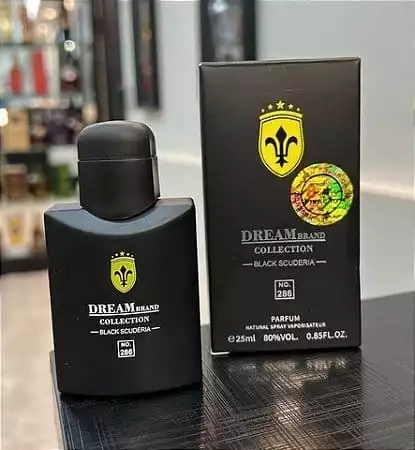 DREAM BRAND
COLLECTION
BLACK SCUDERIA
NO.
286
DREAM BRAND
COLLECTION
BLACK SCUDERIA
NO.
286
PARFUM
NATURAL SPRAY VAPORISATEUR
℮25ml 80%VOL. 0.85FL.OZ.